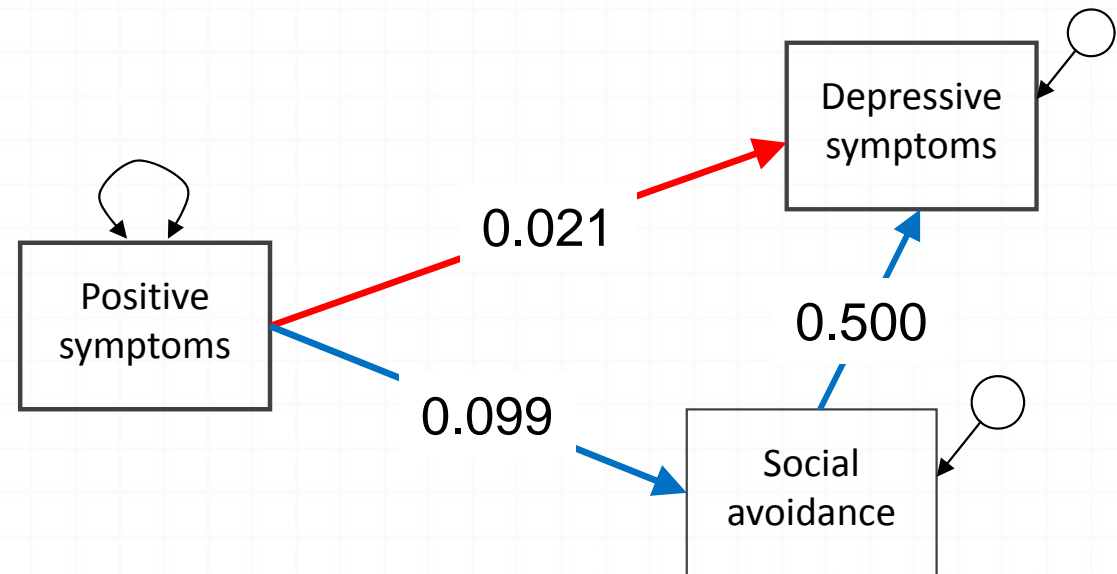 Depressive
symptoms
0.021
Positive
symptoms
0.500
0.099
Social
avoidance